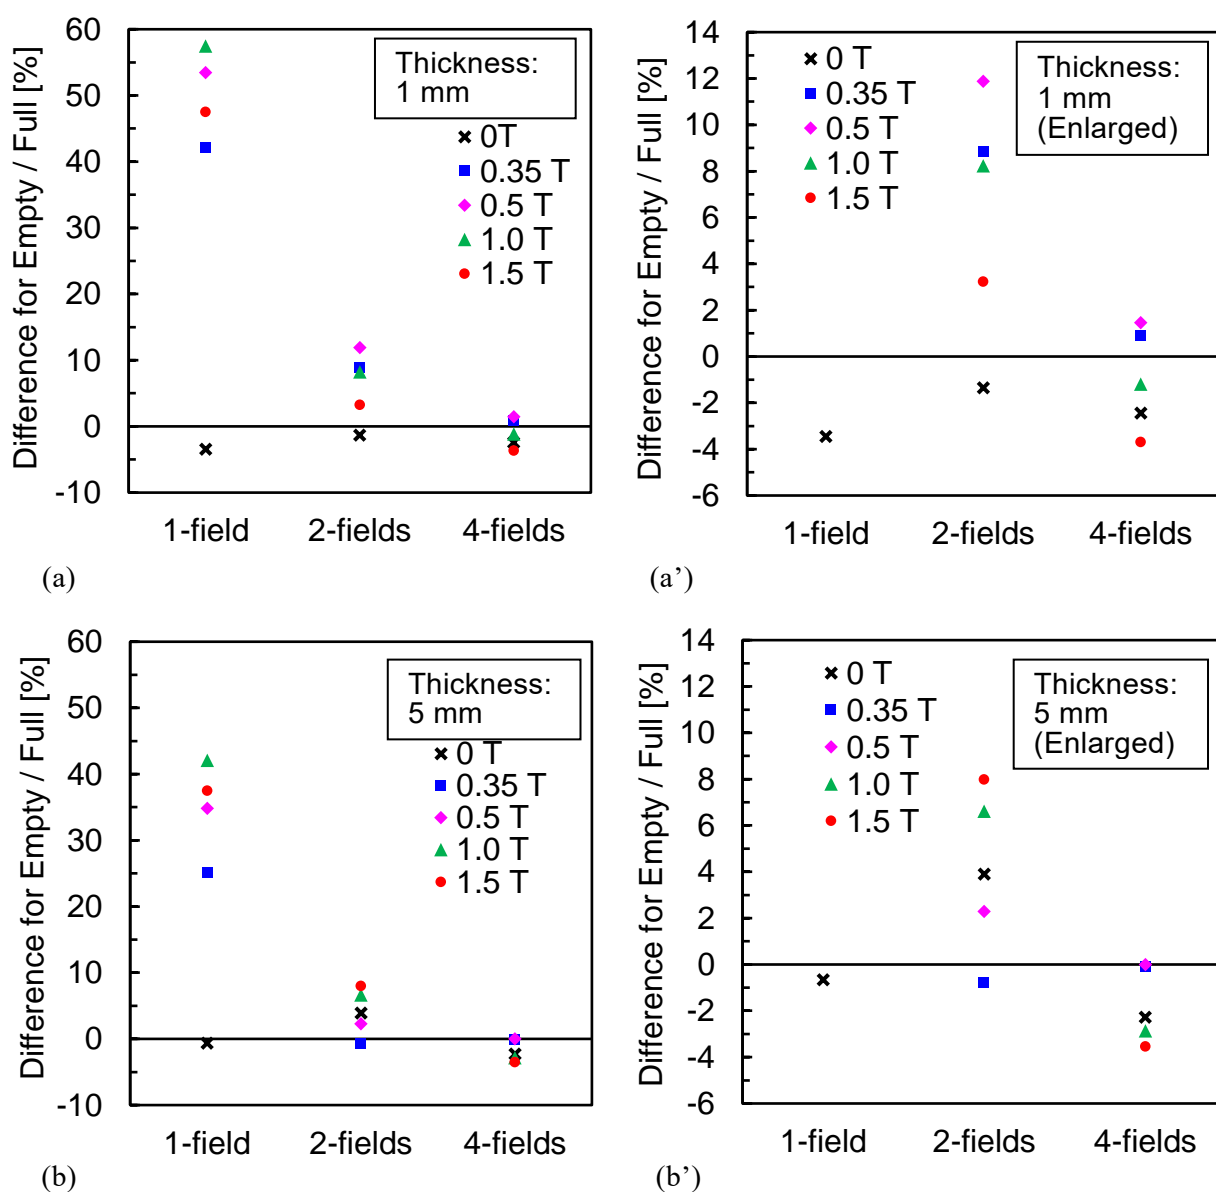 Difference for Empty / Full [%]
60
50
40
30
20
10
0
-10
Thickness:
1 mm
0T
0.35 T
0.5 T
1.0 T
1.5 T
1-field
2-fields
4-fields
(a)
Difference for Empty / Full [%]
14
12
10
8
6
4
2
0
-2
-4
-6
0 T
0.35 T
0.5 T
1.0 T
1.5 T
Thickness:
1 mm
(Enlarged)
1-field
2-fields
4-fields
(a’)
Difference for Empty / Full [%]
60
50
40
30
20
10
0
-10
Thickness:
5 mm
0 T
0.35 T
0.5 T
1.0 T
1.5 T
1-field
2-fields
4-fields
(b)
Difference for Empty / Full [%]
14
12
10
8
6
4
2
0
-2
-4
-6
0 T
0.35 T
0.5 T
1.0 T
1.5 T
Thickness:
5 mm
(Enlarged)
1-field
2-fields
4-fields
(b’)